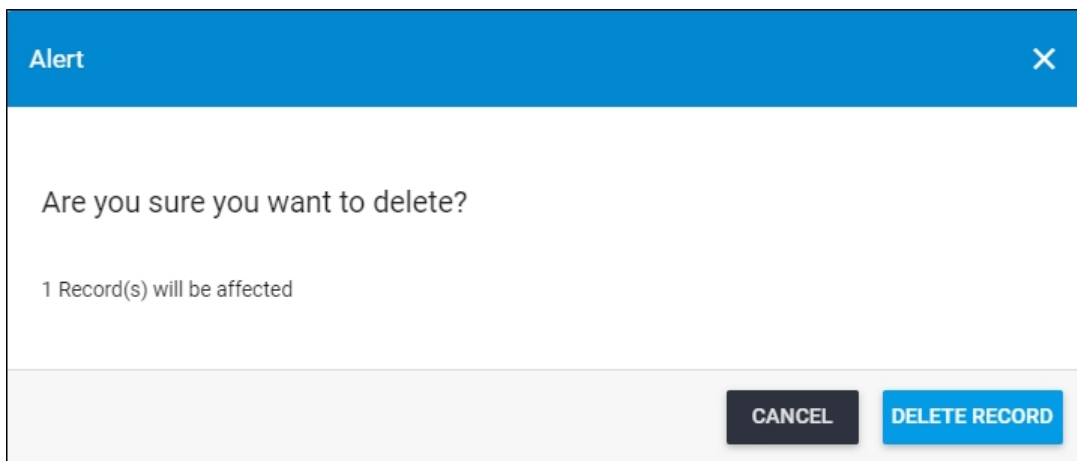 Alert
Are you sure you want to delete?
1 Record(s) will be affected
CANCEL DELETE RECORD